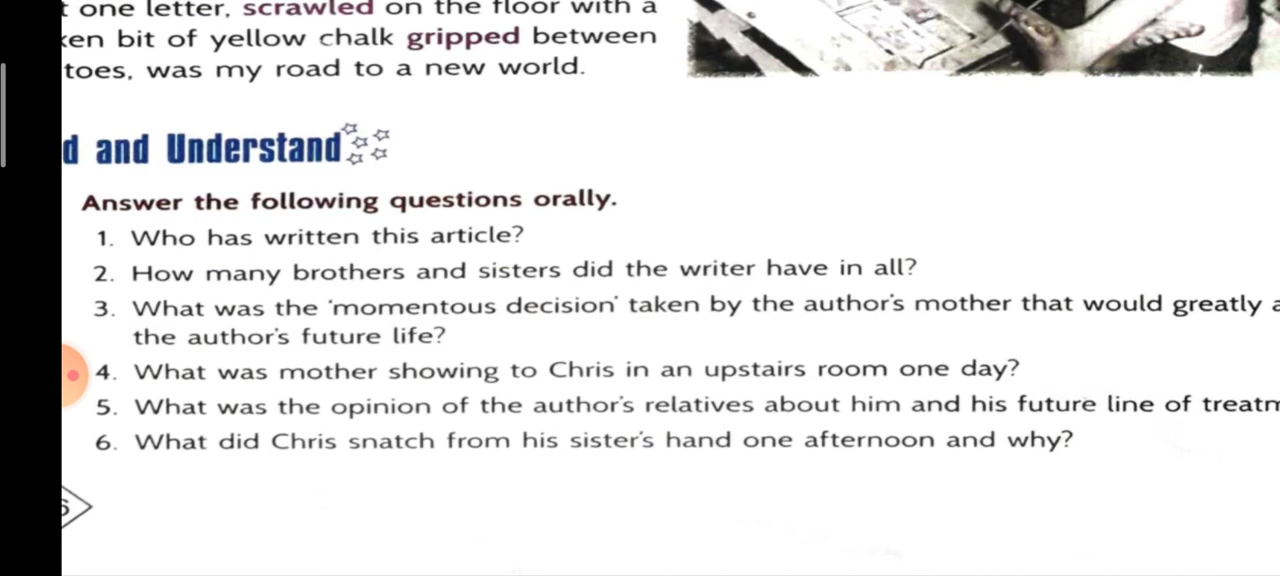 one letter, scrawled on the floor with a
bit of yellow chalk gripped between
toes, was my road to a new world.
and Understand
Answer the following questions orally.
1. Who has written this article?
2. How many brothers and sisters did the writer have in all?
3. What was the ‘momentous decision’ taken by the author's mother that would greatly
the author's future life?
4. What was mother showing to Chris in an upstairs room one day?
5. What was the opinion of the author's relatives about him and his future line of
6. What did Chris snatch from his sister's hand one afternoon and why?